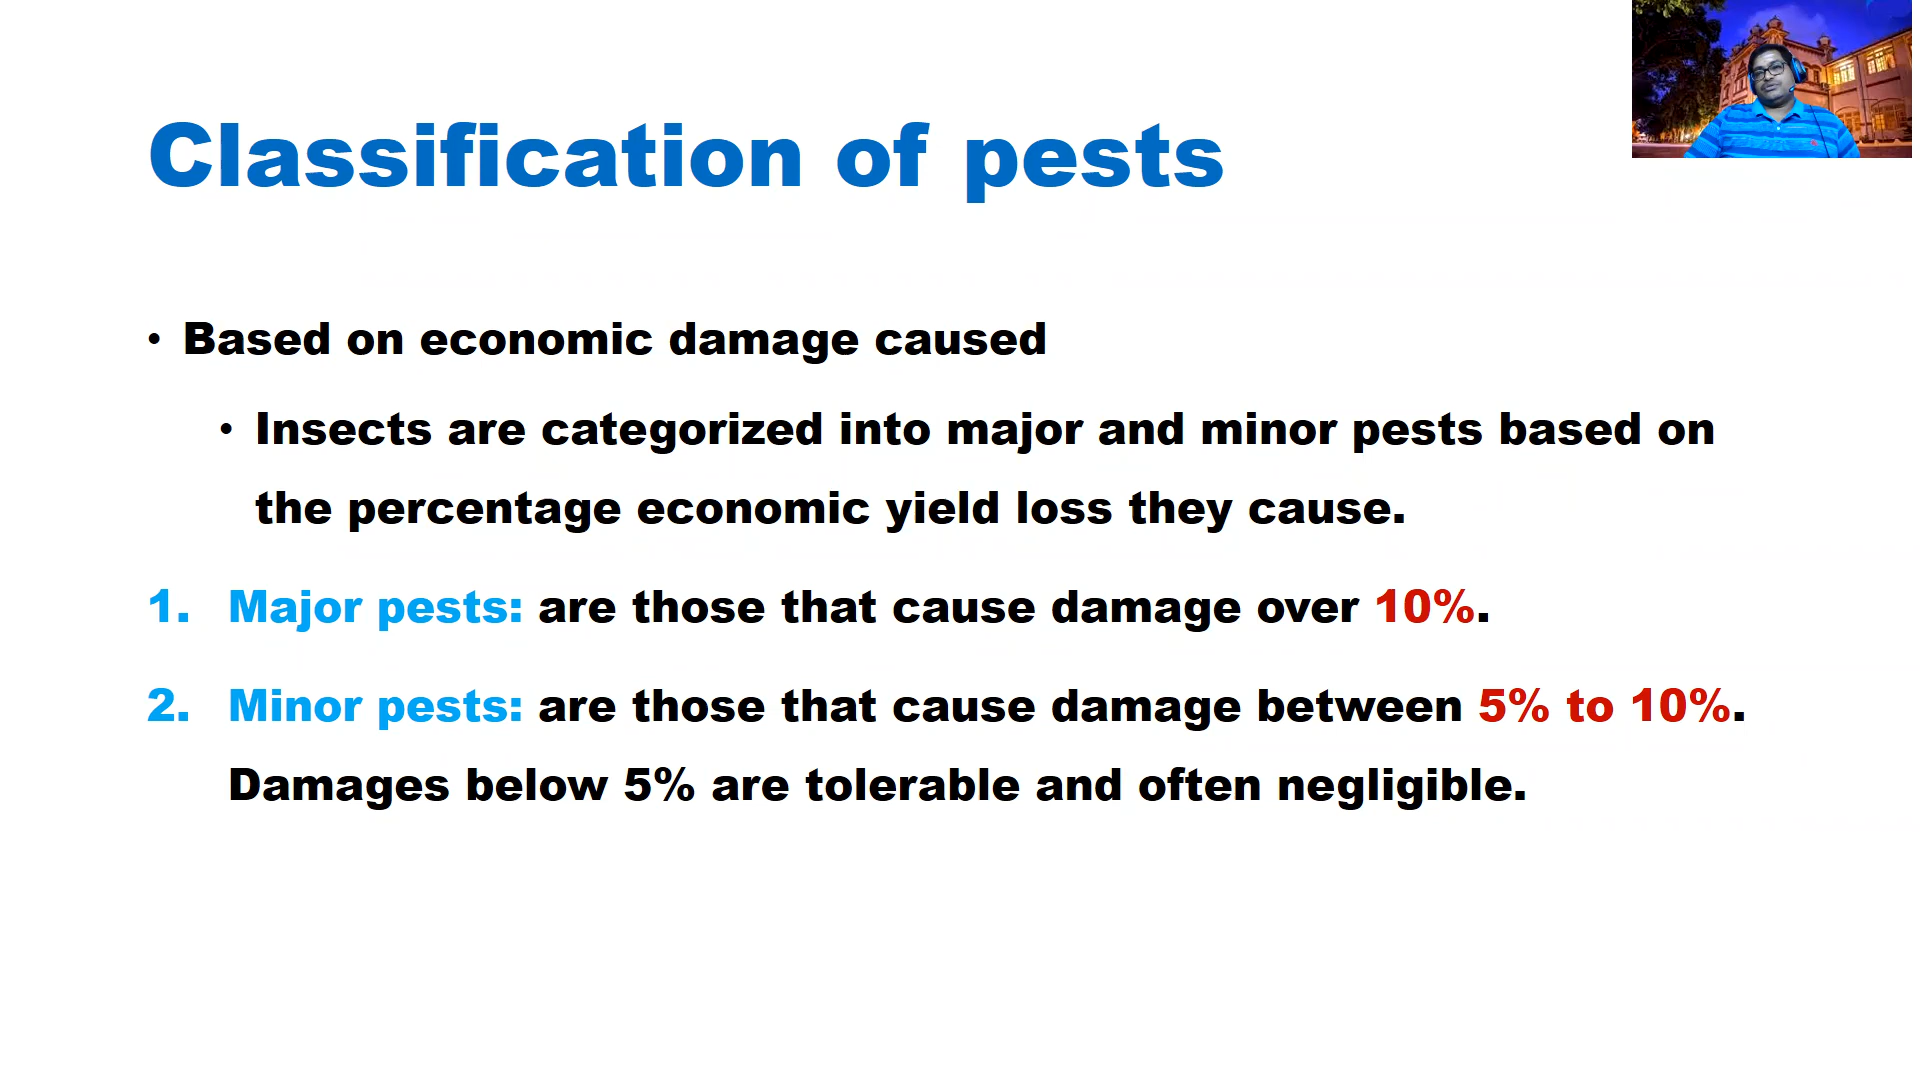 Classification of pests
• Based on economic damage caused
• Insects are categorized into major and minor pests based on
the percentage economic yield loss they cause.
1. Major pests: are those that cause damage over 10%.
2. Minor pests: are those that cause damage between 5% to 10%.
Damages below 5% are tolerable and often negligible.